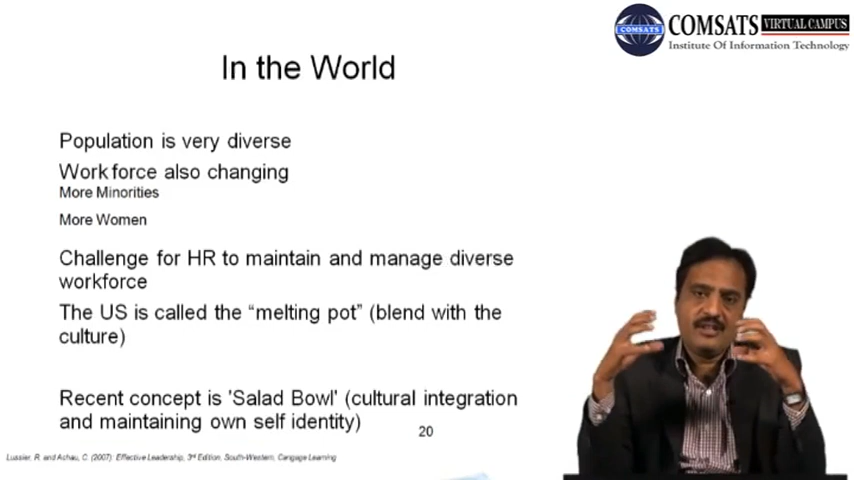 COMSATS
COMSATS VIRTUAL CAMPUS
Institute Of Information Technology
In the World
Population is very diverse
Workforce also changing
More Minorities
More Women
Challenge for HR to maintain and manage diverse
workforce
The US is called the “melting pot” (blend with the
culture)
Recent concept is 'Salad Bowl' (cultural integration
and maintaining own self identity)
20
Lussier, R. and Achau, C. (2007): Effective Leadership, 3rd Edition, South-Western, Cengage Learning